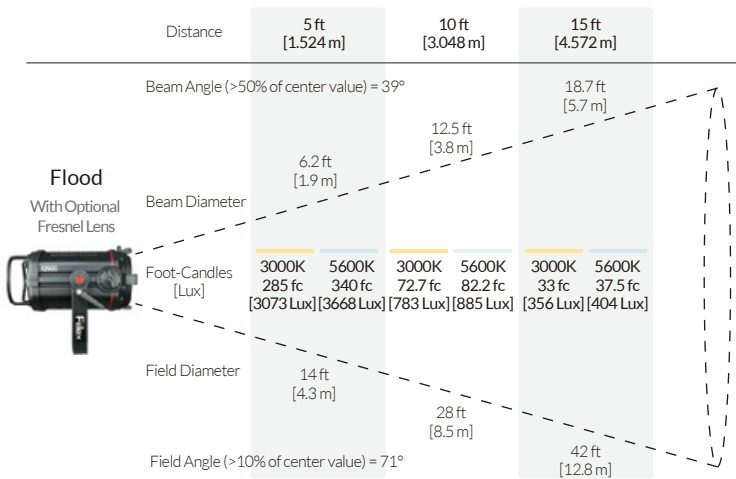 Distance
5 ft
[1.524 m]
10 ft
[3.048 m]
15 ft
[4.572 m]
Beam Angle (>50% of center value) = 39°
18.7 ft
[5.7 m]
12.5 ft
[3.8 m]
6.2 ft
[1.9 m]
Flood
With Optional
Fresnel Lens
Beam Diameter
Foot-Candles
[Lux]
3000K
285 fc
[3073 Lux]
5600K
340 fc
[3668 Lux]
3000K
72.7 fc
[783 Lux]
5600K
82.2 fc
[885 Lux]
3000K
33 fc
[356 Lux]
5600K
37.5 fc
[404 Lux]
Field Diameter
14 ft
[4.3 m]
28 ft
[8.5 m]
42 ft
[12.8 m]
Field Angle (>10% of center value) = 71°